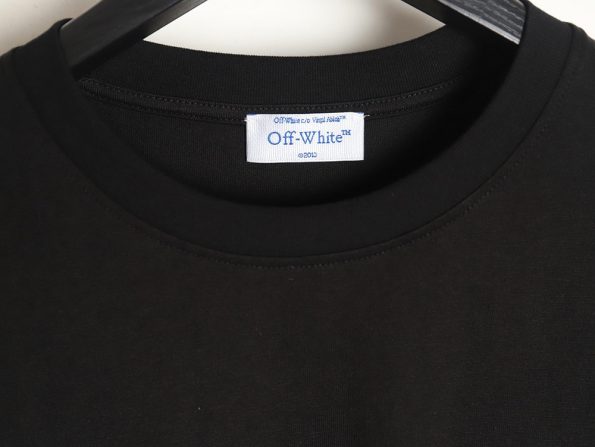 Off-White c/o Virgil Abloh™
Off-White™
©2013